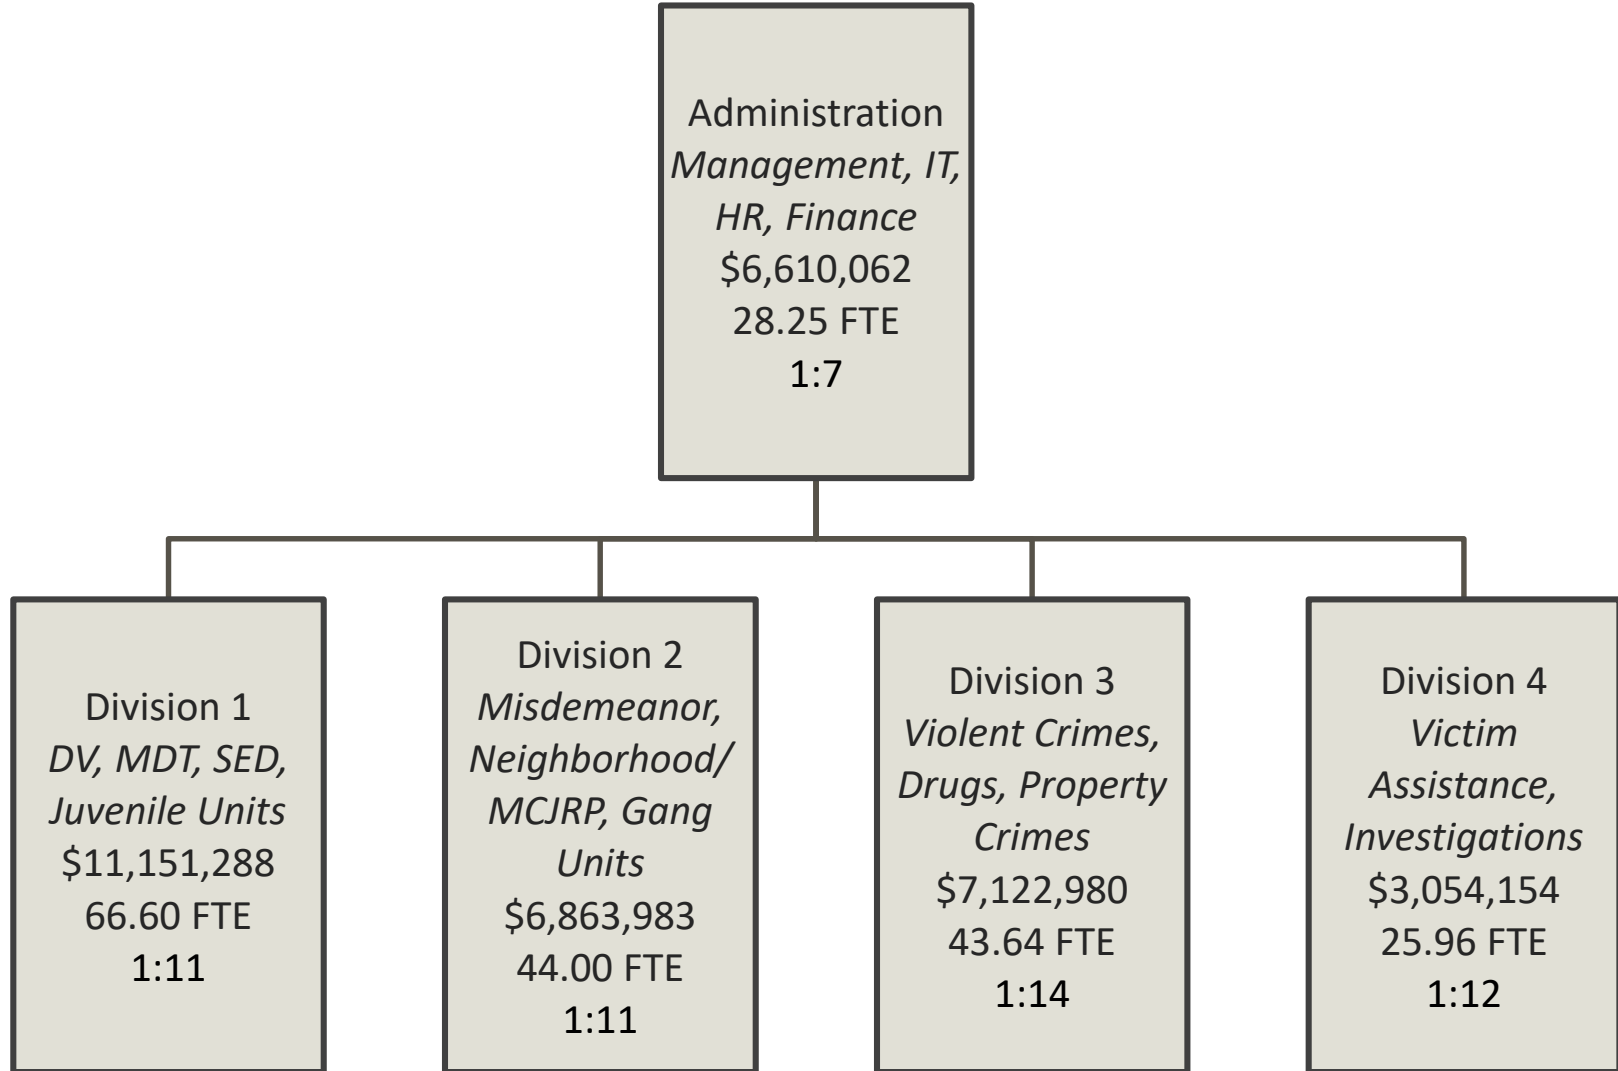 Administration
Management, IT,
HR, Finance
$6,610,062
28.25 FTE
1:7
Division 1
DV, MDT, SED,
Juvenile Units
$11,151,288
66.60 FTE
1:11
Division 2
Misdemeanor,
Neighborhood/
MCJRP, Gang
Units
$6,863,983
44.00 FTE
1:11
Division 3
Violent Crimes,
Drugs, Property
Crimes
$7,122,980
43.64 FTE
1:14
Division 4
Victim
Assistance,
Investigations
$3,054,154
25.96 FTE
1:12